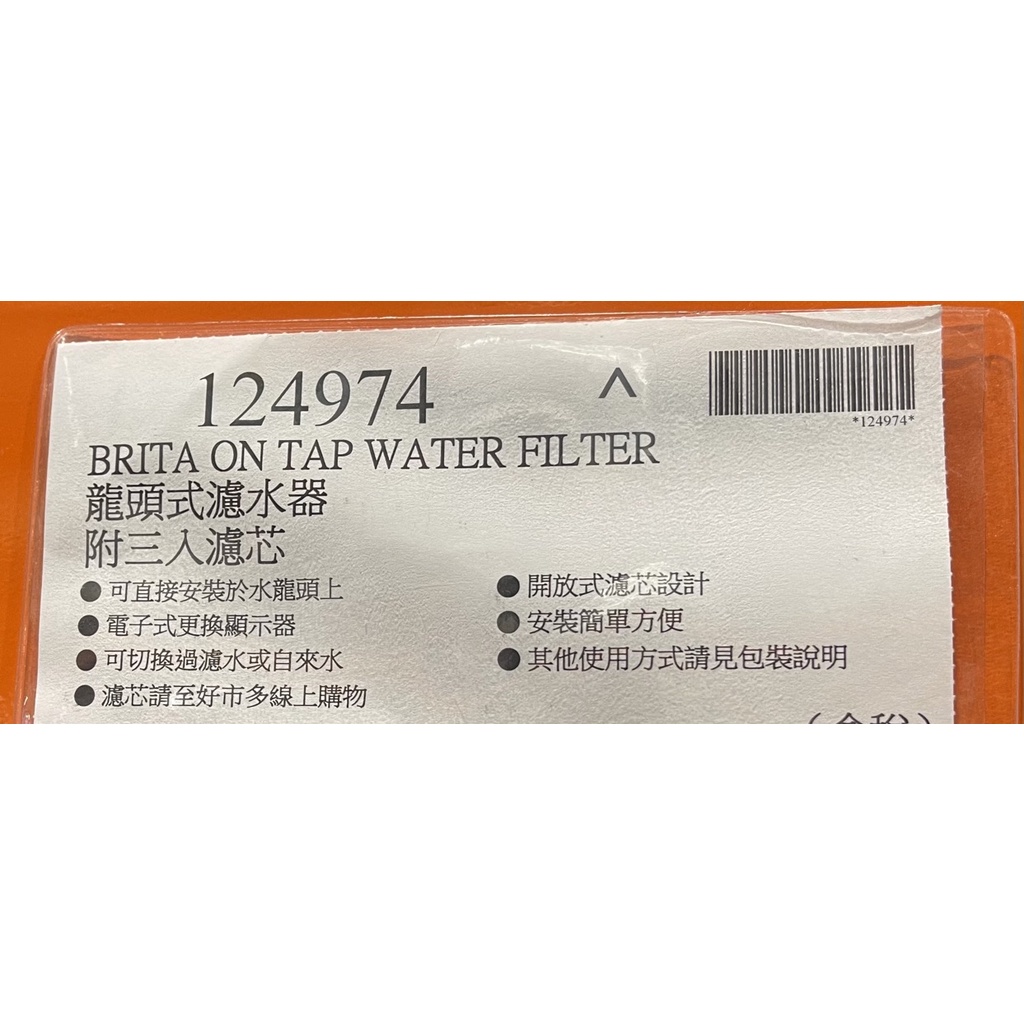 124974
^
*124974*
BRITA ON TAP WATER FILTER
龍頭式濾水器
附三入濾芯
●可直接安裝於水龍頭上
●電子式更換顯示器
●可切換過濾水或自來水
●濾芯請至好市多線上購物
●開放式濾芯設計
●安裝簡單方便
●其他使用方式請見包裝說明